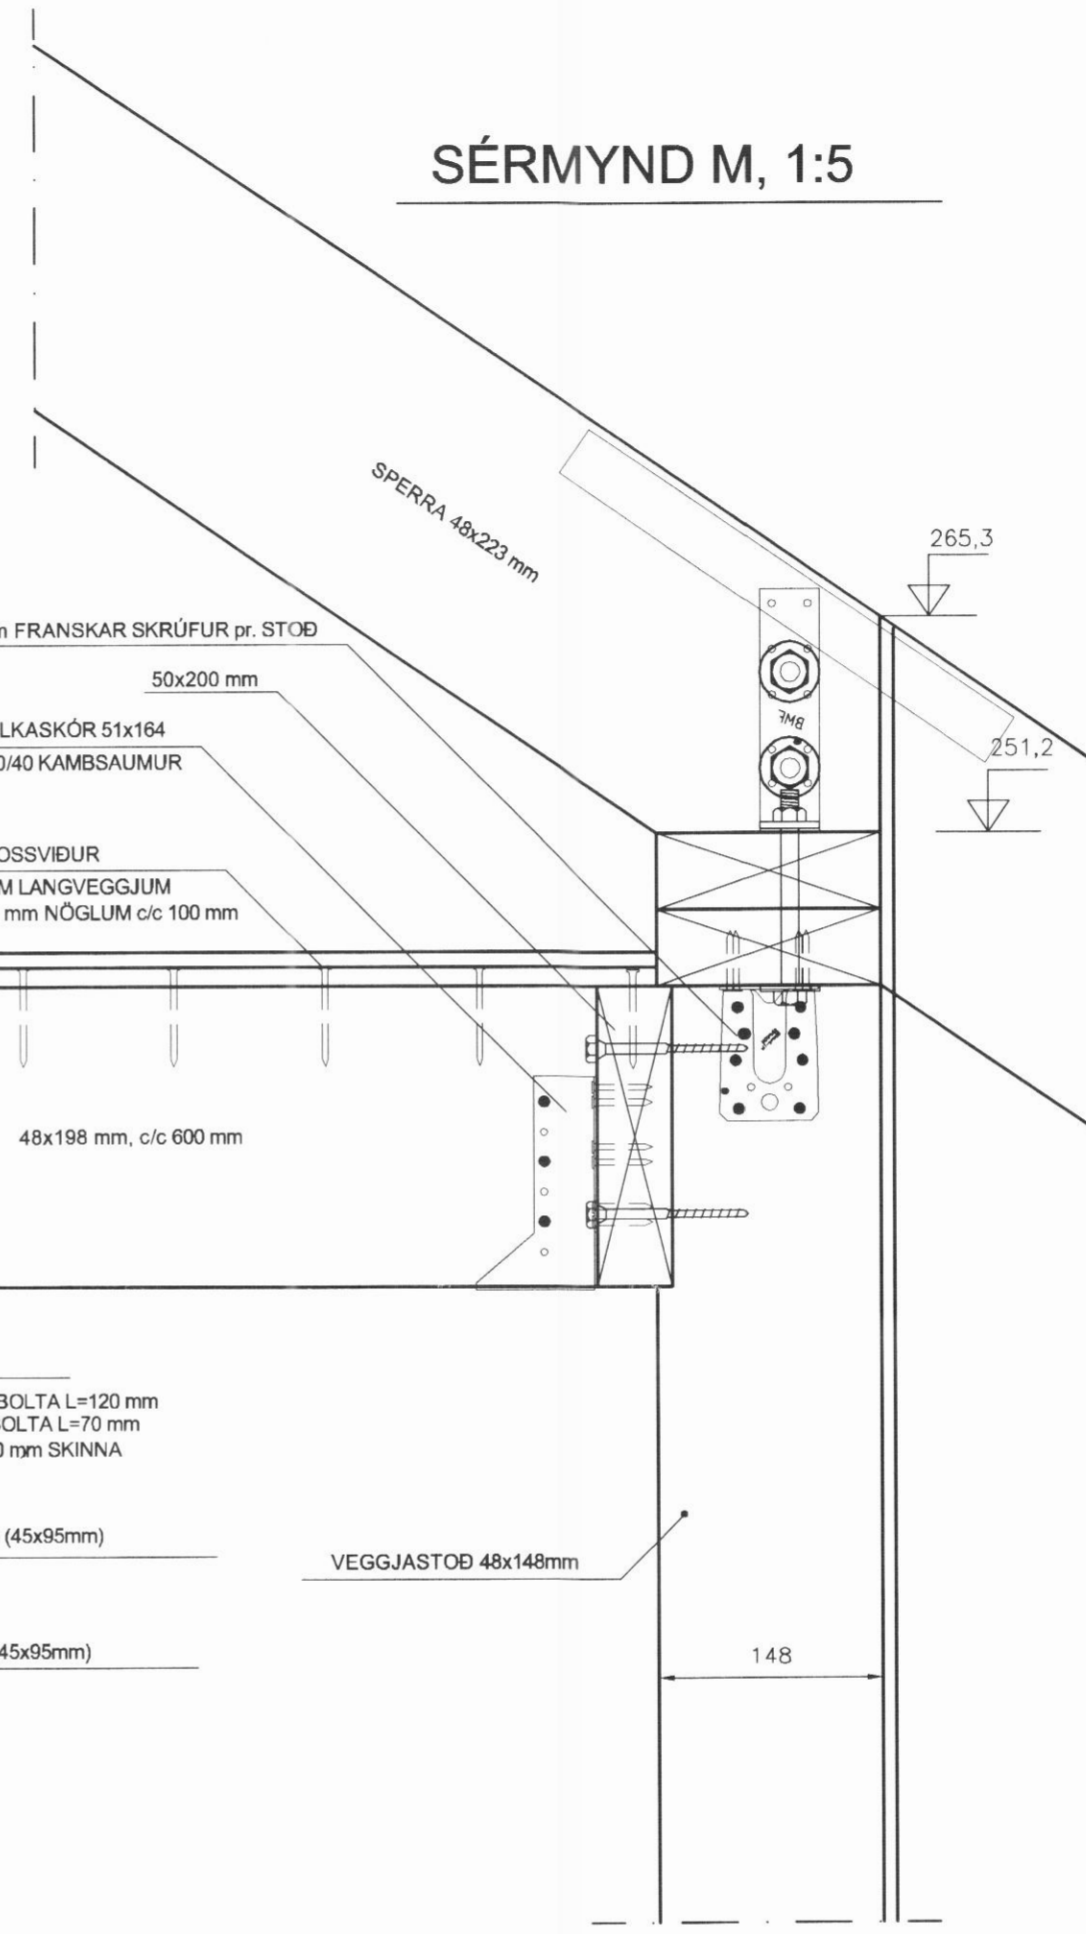 SÉRMYND M, 1:5
SPERRA 48x223 mm
265,3
FRANSKAR SKRÚFUR pr. STOÐ
50x200 mm
251,2
LKASKÓR 51x164
0/40 KAMBSAUMUR
BMF
OSSVIÐUR
M LANGVEGGJUM
mm NÖGLUM c/c 100 mm
48x198 mm, c/c 600 mm
BOLTA L=120 mm
BOLTA L=70 mm
0 mm SKINNA
(45x95mm)
VEGGJASTOÐ 48x148mm
45x95mm)
148